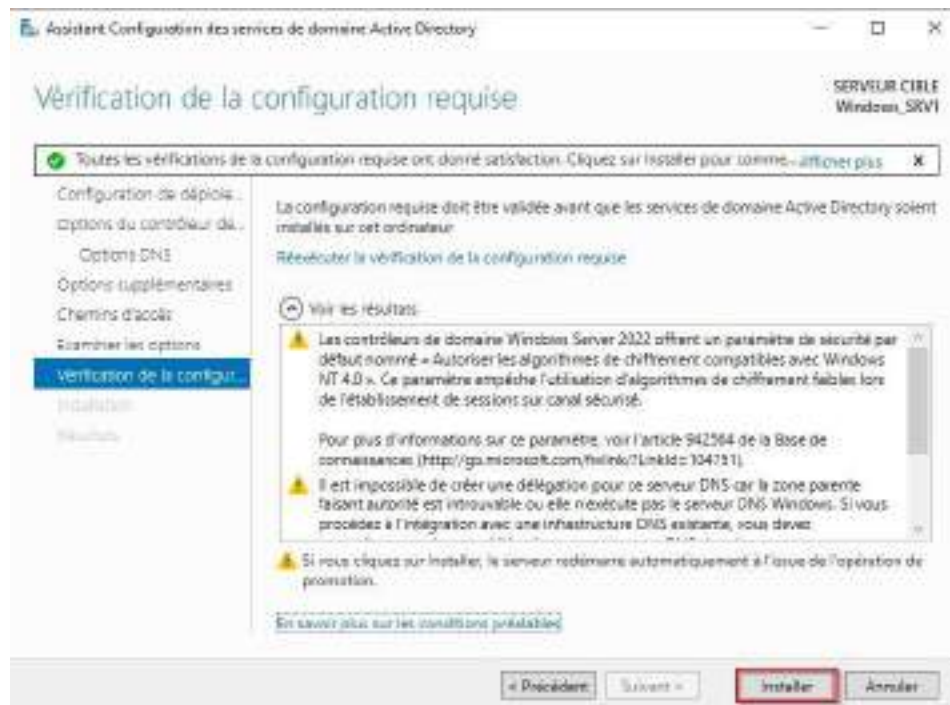 Assistant Configuration des services de domaine Active Directory
Vérification de la configuration requise
SERVEUR CIBLE
Windows_SRV1
Toutes les vérifications de la configuration requise ont donné satisfaction. Cliquez sur Installer pour comme... Afficher plus
Configuration de déploie...
Options du contrôleur de...
Options DNS
Options supplémentaires
Chemins d'accès
Examiner les options
Vérification de la configur...
Installation
Résultats
La configuration requise doit être validée avant que les services de domaine Active Directory soient
installés sur cet ordinateur
Réexécuter la vérification de la configuration requise
Voir les résultats
Les contrôleurs de domaine Windows Server 2022 offrent un paramètre de sécurité par
défaut nommé « Autoriser les algorithmes de chiffrement compatibles avec Windows
NT 4.0 ». Ce paramètre empêche l'utilisation d'algorithmes de chiffrement faibles lors
de l'établissement de sessions sur canal sécurisé.
Pour plus d'informations sur ce paramètre, voir l'article 942564 de la Base de
connaissances (http://go.microsoft.com/fwlink/?LinkId=104751).
Il est impossible de créer une délégation pour ce serveur DNS car la zone parente
faisant autorité est introuvable ou elle n'exécute pas le serveur DNS Windows. Si vous
procédez à l'intégration avec une infrastructure DNS existante, vous devez
Si vous cliquez sur Installer, le serveur redémarre automatiquement à l'issue de l'opération de
promotion.
En savoir plus sur les conditions préalables
< Précédent
Suivant >
Installer
Annuler